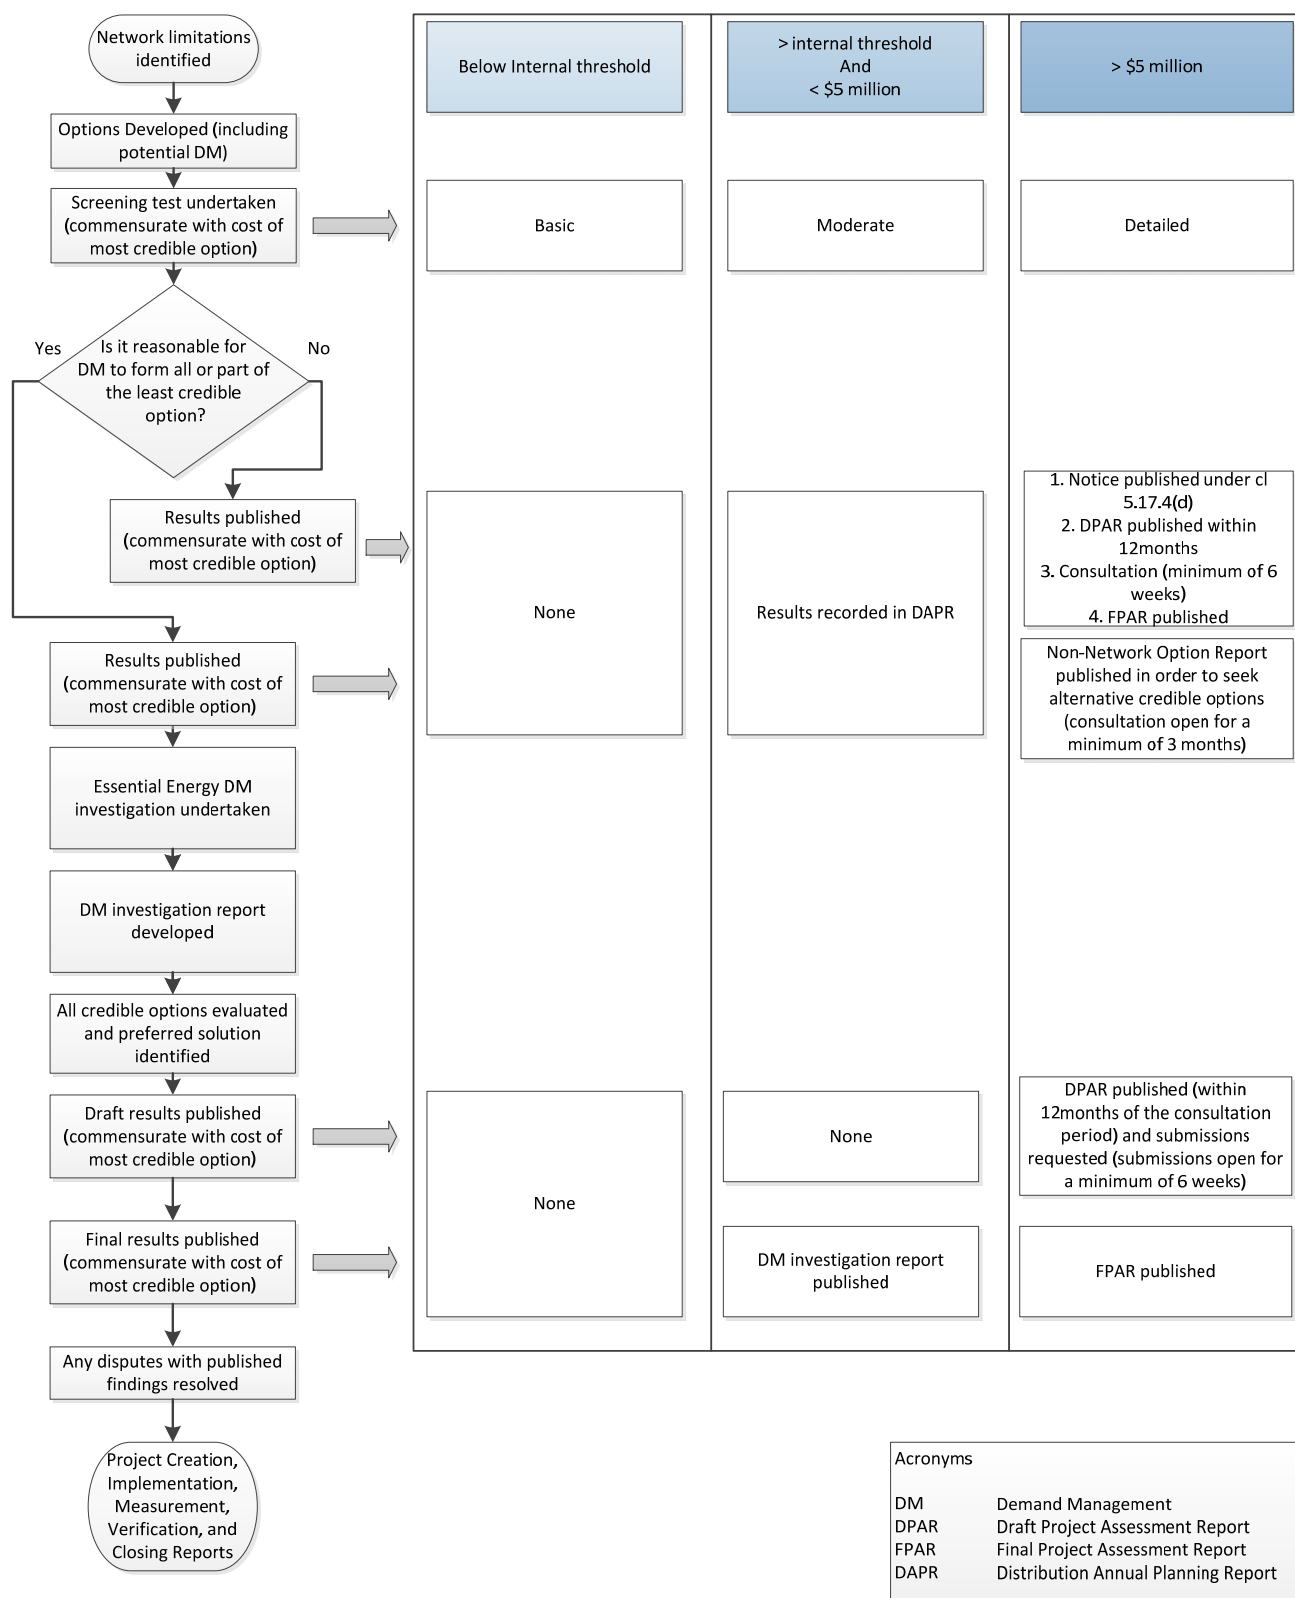 Network limitations
identified
Options Developed (including
potential DM)
Screening test undertaken
(commensurate with cost of
most credible option)
Yes
No
Is it reasonable for
DM to form all or part of
the least credible
option?
Results published
(commensurate with cost of
most credible option)
Results published
(commensurate with cost of
most credible option)
Essential Energy DM
investigation undertaken
DM investigation report
developed
All credible options evaluated
and preferred solution
identified
Draft results published
(commensurate with cost of
most credible option)
Final results published
(commensurate with cost of
most credible option)
Any disputes with published
findings resolved
Project Creation,
Implementation,
Measurement,
Verification, and
Closing Reports
Below Internal threshold
Basic
None
None
> internal threshold
And
< $5 million
Moderate
Results recorded in DAPR
None
DM investigation report
published
> $5 million
Detailed
1. Notice published under cl
5.17.4(d)
2. DPAR published within
12months
3. Consultation (minimum of 6
weeks)
4. FPAR published
Non-Network Option Report
published in order to seek
alternative credible options
(consultation open for a
minimum of 3 months)
DPAR published (within
12months of the consultation
period) and submissions
requested (submissions open for
a minimum of 6 weeks)
FPAR published
Acronyms
DM Demand Management
DPAR Draft Project Assessment Report
FPAR Final Project Assessment Report
DAPR Distribution Annual Planning Report